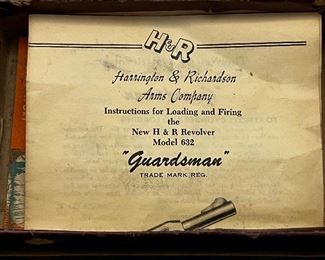 H&R
Harrington & Richardson
Arms Company
Instructions for Loading and Firing
the
New H & R Revolver
Model 632
"Guardsman"
TRADE MARK REG.